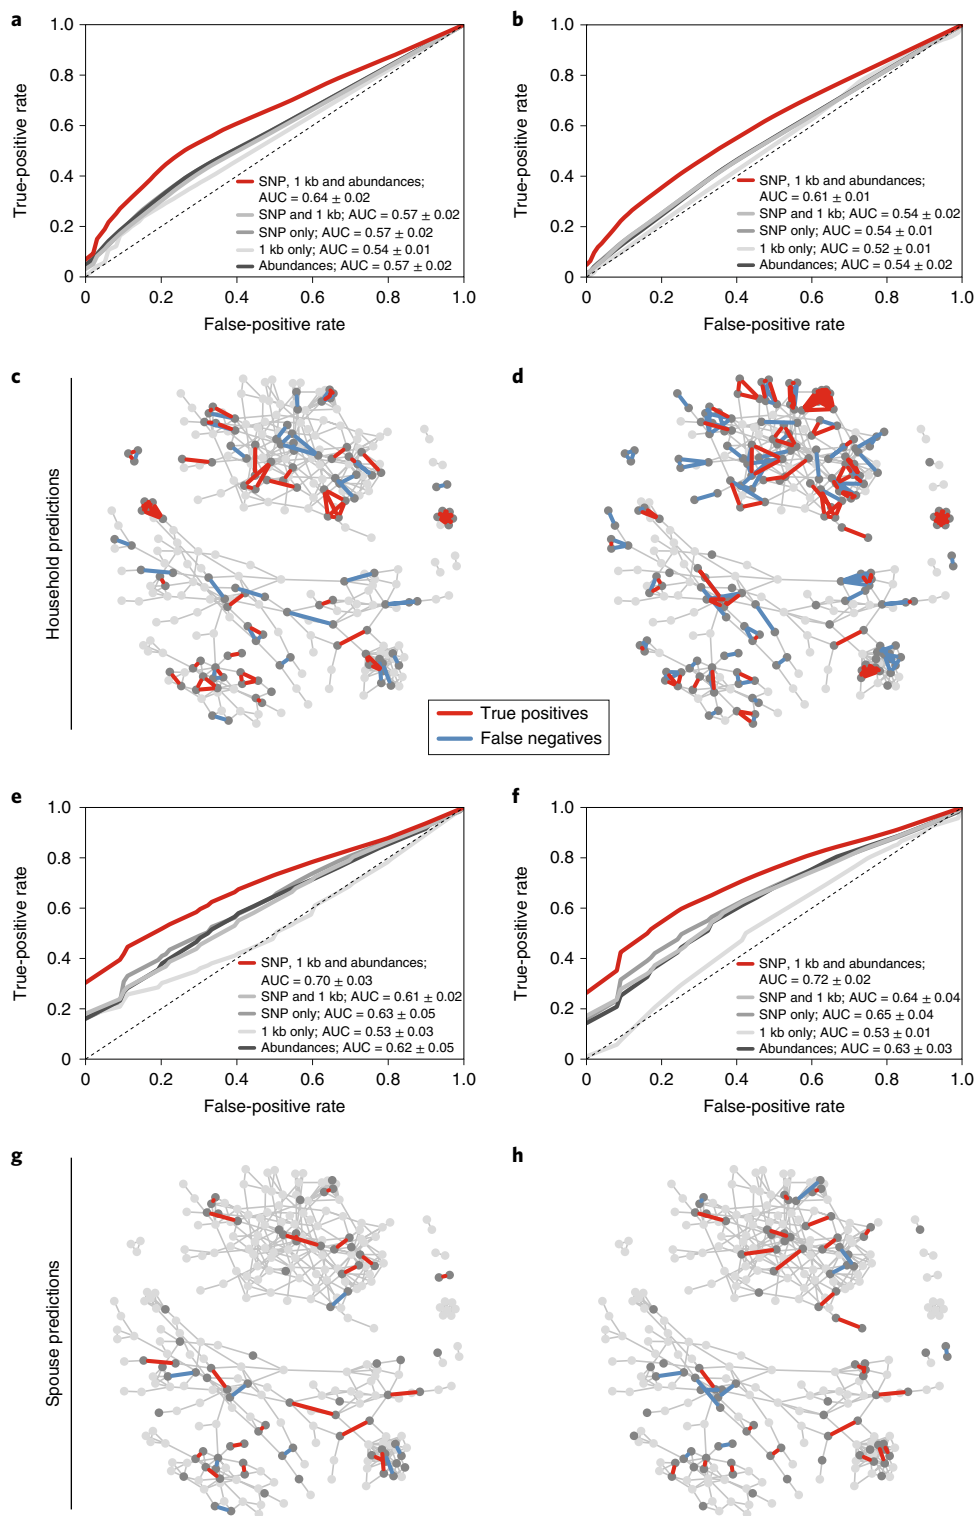 a
1.0
0.8
0.6
0.4
0.2
0
True-positive rate
SNP, 1 kb and abundances;
AUC = 0.64 ± 0.02
SNP and 1 kb; AUC = 0.57 ± 0.02
SNP only; AUC = 0.57 ± 0.02
1 kb only; AUC = 0.54 ± 0.01
Abundances; AUC = 0.57 ± 0.02
0 0.2 0.4 0.6 0.8 1.0
False-positive rate
b
1.0
0.8
0.6
0.4
0.2
0
True-positive rate
SNP, 1 kb and abundances;
AUC = 0.61 ± 0.01
SNP and 1 kb; AUC = 0.54 ± 0.02
SNP only; AUC = 0.54 ± 0.01
1 kb only; AUC = 0.52 ± 0.01
Abundances; AUC = 0.54 ± 0.02
0 0.2 0.4 0.6 0.8 1.0
False-positive rate
c
d
Household predictions
True positives
False negatives
e
1.0
0.8
0.6
0.4
0.2
0
True-positive rate
SNP, 1 kb and abundances;
AUC = 0.70 ± 0.03
SNP and 1 kb; AUC = 0.61 ± 0.02
SNP only; AUC = 0.63 ± 0.05
1 kb only; AUC = 0.53 ± 0.03
Abundances; AUC = 0.62 ± 0.05
0 0.2 0.4 0.6 0.8 1.0
False-positive rate
f
1.0
0.8
0.6
0.4
0.2
0
True-positive rate
SNP, 1 kb and abundances;
AUC = 0.72 ± 0.02
SNP and 1 kb; AUC = 0.64 ± 0.04
SNP only; AUC = 0.65 ± 0.04
1 kb only; AUC = 0.53 ± 0.01
Abundances; AUC = 0.63 ± 0.03
0 0.2 0.4 0.6 0.8 1.0
False-positive rate
g
h
Spouse predictions